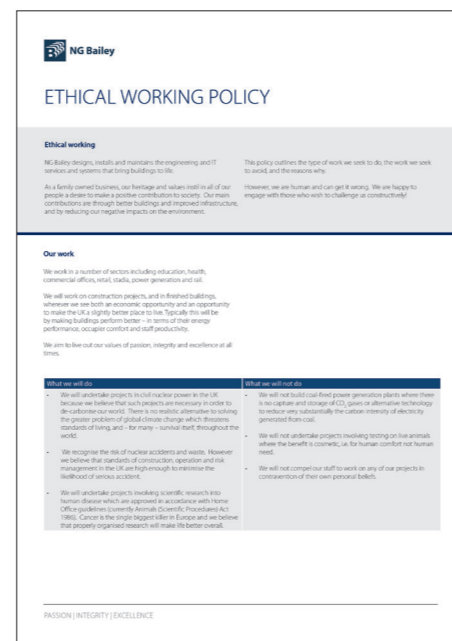 NG Bailey
ETHICAL WORKING POLICY
Ethical working
NG Bailey designs, installs and maintains the engineering and IT
services and systems that bring buildings to life.
As a family owned business, our heritage and values instil in all of our
people a desire to make a positive contribution to society. Our main
contributions are through better buildings and improved infrastructure,
and by reducing our negative impacts on the environment.
This policy outlines the type of work we seek to do, the work we seek
to avoid, and the reasons why.
However, we are human and can get it wrong. We are happy to
engage with those who wish to challenge us constructively!
Our work
We work in a number of sectors including education, health,
commercial offices, retail, stadia, power generation and rail.
We will work on construction projects, and in finished buildings,
wherever we see both an economic opportunity and an opportunity
to make the UK a slightly better place to live. Typically this will be
by making buildings perform better – in terms of their energy
performance, occupier comfort and staff productivity.
We aim to live out our values of passion, integrity and excellence at all
times.
What we will do
• We will undertake projects in civil nuclear power in the UK
because we believe that such projects are necessary in order to
de-carbonise our world. There is no realistic alternative to solving
the greater problem of global climate change which threatens
standards of living, and – for many – survival itself, throughout the
world.
• We recognise the risk of nuclear accidents and waste. However
we believe that standards of construction, operation and risk
management in the UK are high enough to minimise the
likelihood of serious accident.
• We will undertake projects involving scientific research into
human disease which are approved in accordance with Home
Office guidelines (currently Animals (Scientific Procedures) Act
1986). Cancer is the single biggest killer in Europe and we believe
that properly organised research will make life better overall.
What we will not do
• We will not build coal-fired power generation plants where there
is no capture and storage of CO₂ gases or alternative technology
to reduce very substantially the carbon intensity of electricity
generated from coal.
• We will not undertake projects involving testing on live animals
where the benefit is cosmetic, i.e. for human comfort not human
need.
• We will not compel our staff to work on any of our projects in
contravention of their own personal beliefs.
PASSION | INTEGRITY | EXCELLENCE